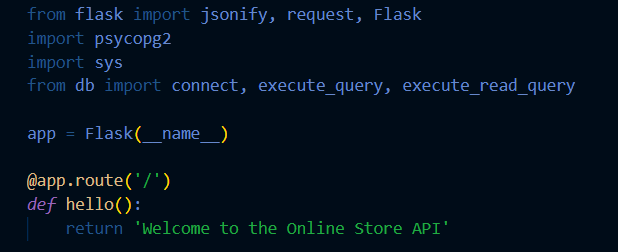 from flask import jsonify, request, Flask
import psycopg2
import sys
from db import connect, execute_query, execute_read_query
app = Flask(__name__)
@app.route('/')
def hello():
    return 'Welcome to the Online Store API'